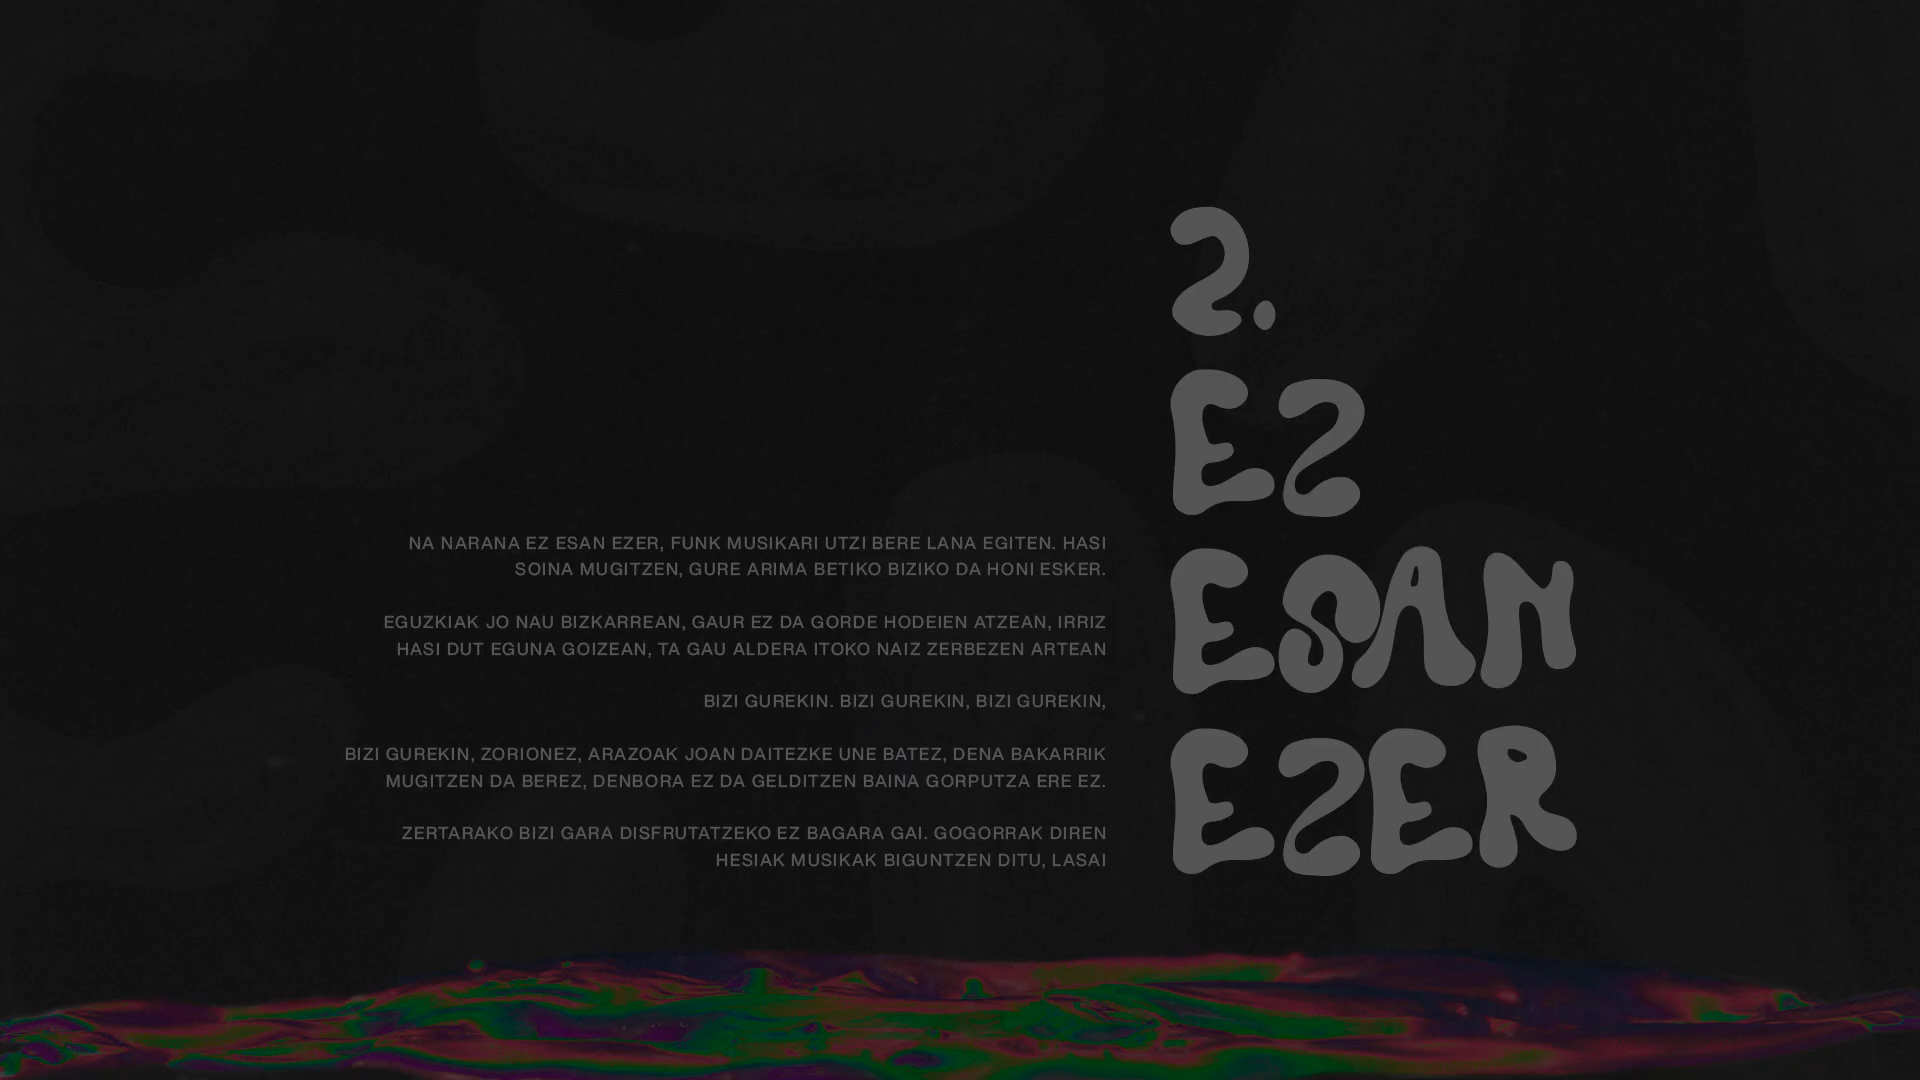 2.
EZ
ESAN
EZER
NA NARANA EZ ESAN EZER, FUNK MUSIKARI UTZI BERE LANA EGITEN. HASI
SOINA MUGITZEN, GURE ARIMA BETIKO BIZIKO DA HONI ESKER.
EGUZKIAK JO NAU BIZKARREAN, GAUR EZ DA GORDE HODEIEN ATZEAN, IRRIZ
HASI DUT EGUNA GOIZEAN, TA GAU ALDERA ITOKO NAIZ ZERBEZEN ARTEAN
BIZI GUREKIN. BIZI GUREKIN, BIZI GUREKIN,
BIZI GUREKIN, ZORIONEZ, ARAZOAK JOAN DAITEZKE UNE BATEZ, DENA BAKARRIK
MUGITZEN DA BEREZ, DENBORA EZ DA GELDITZEN BAINA GORPUTZA ERE EZ.
ZERTARAKO BIZI GARA DISFRUTATZEKO EZ BAGARA GAI. GOGORRAK DIREN
HESIAK MUSIKAK BIGUNTZEN DITU, LASAI